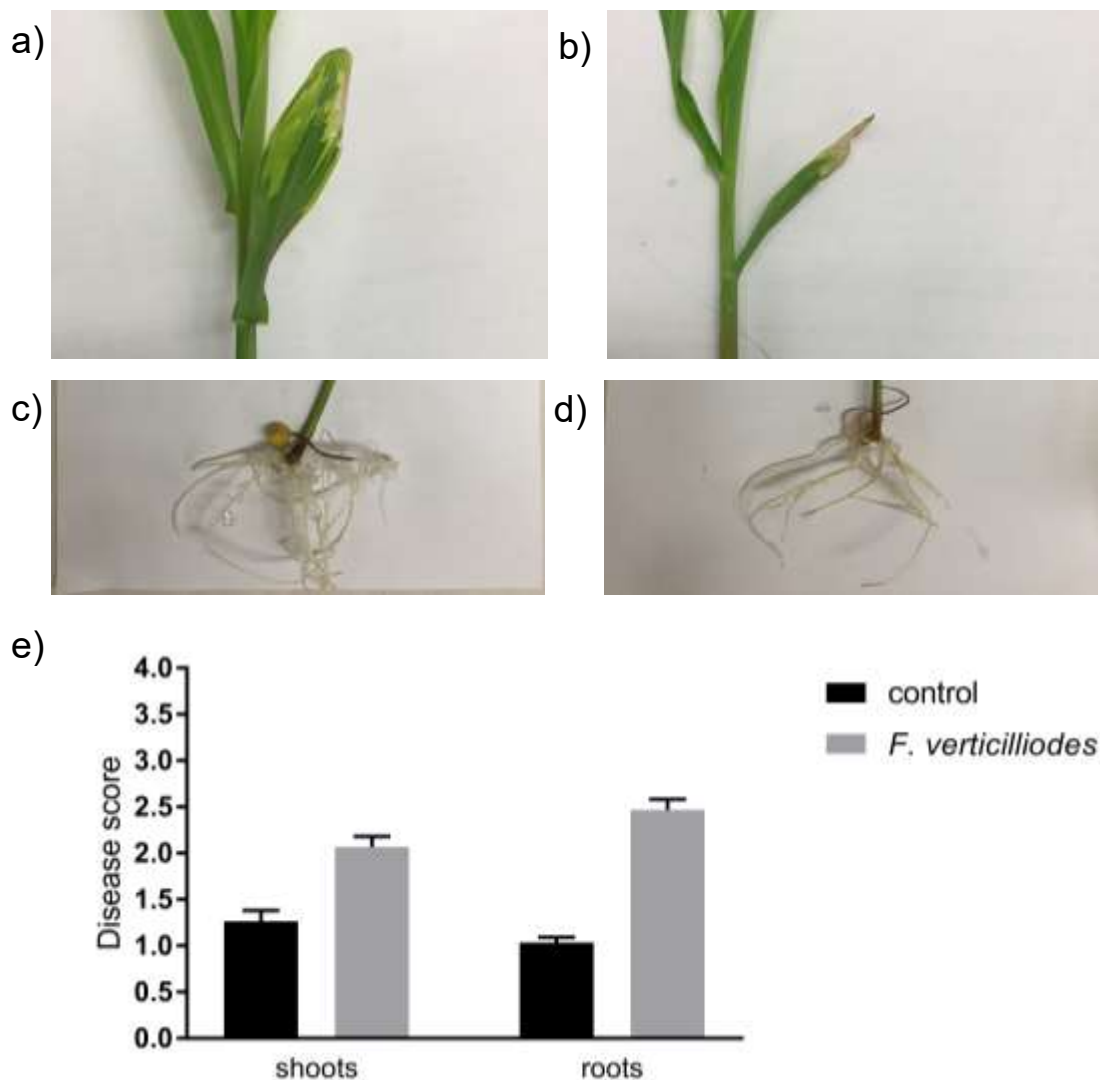 a)
b)
c)
d)
e)
Disease score
4.0
3.5
3.0
2.5
2.0
1.5
1.0
0.5
0.0
shoots
roots
control
F. verticilliodes